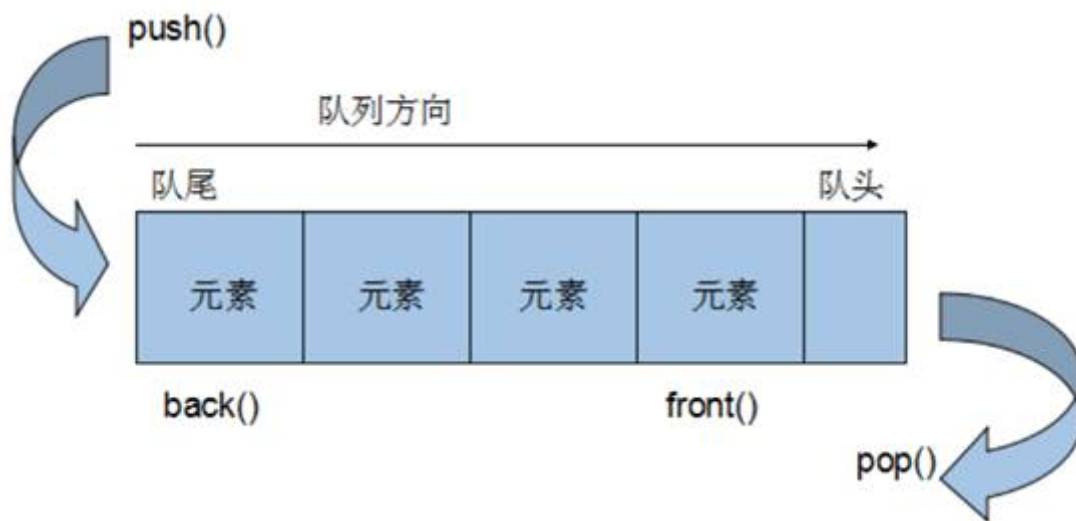 push()
队列方向
队尾
队头
元素
元素
元素
元素
back()
front()
pop()